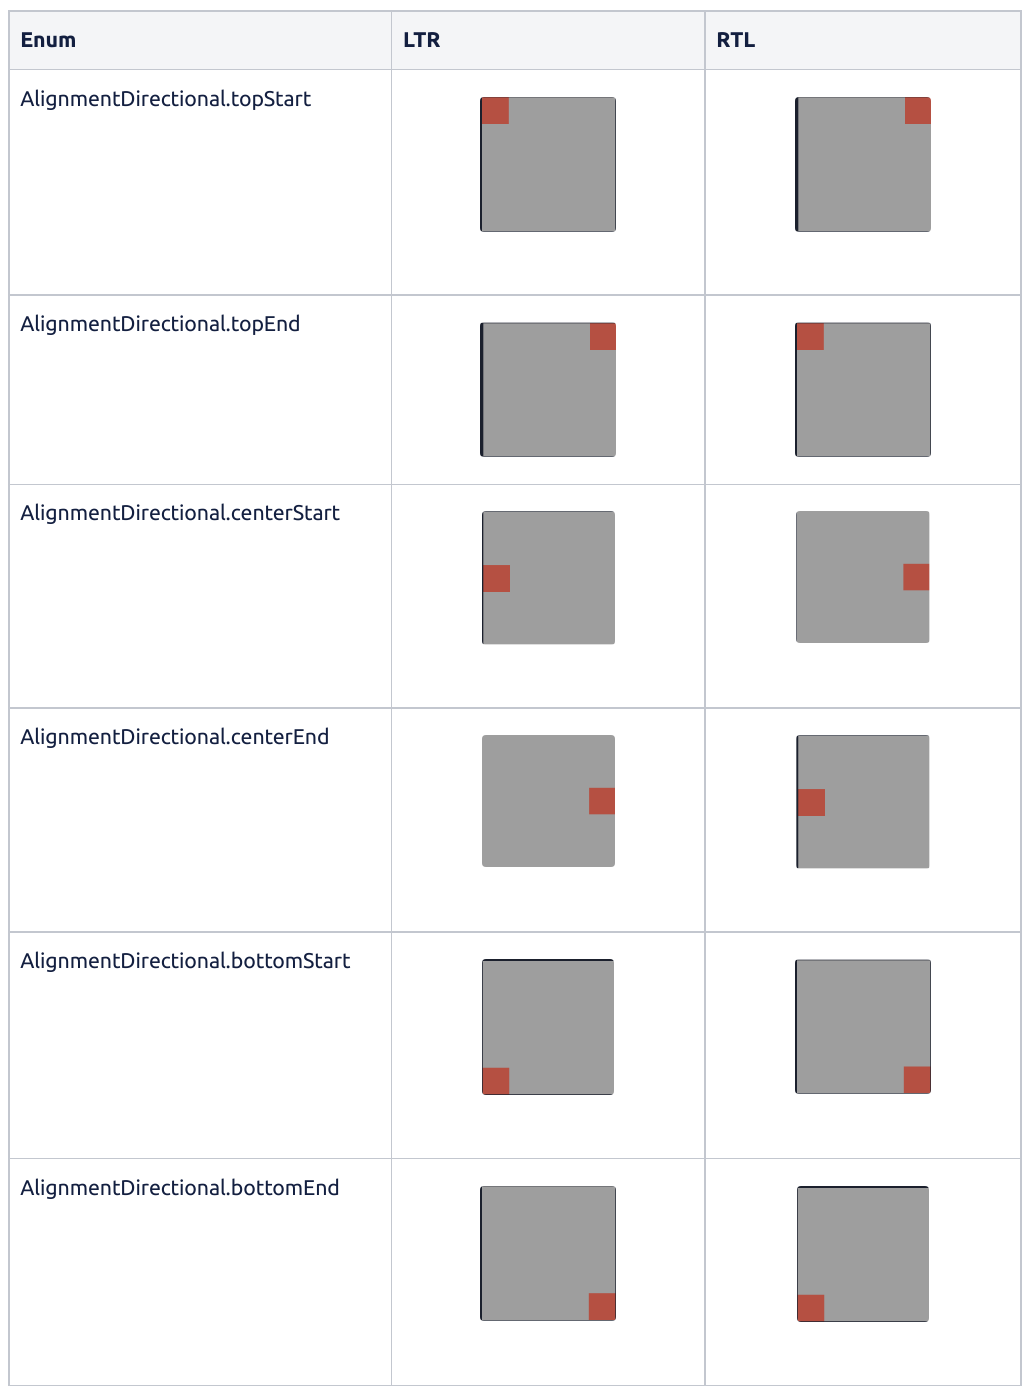 Enum LTR RTL
AlignmentDirectional.topStart
AlignmentDirectional.topEnd
AlignmentDirectional.centerStart
AlignmentDirectional.centerEnd
AlignmentDirectional.bottomStart
AlignmentDirectional.bottomEnd